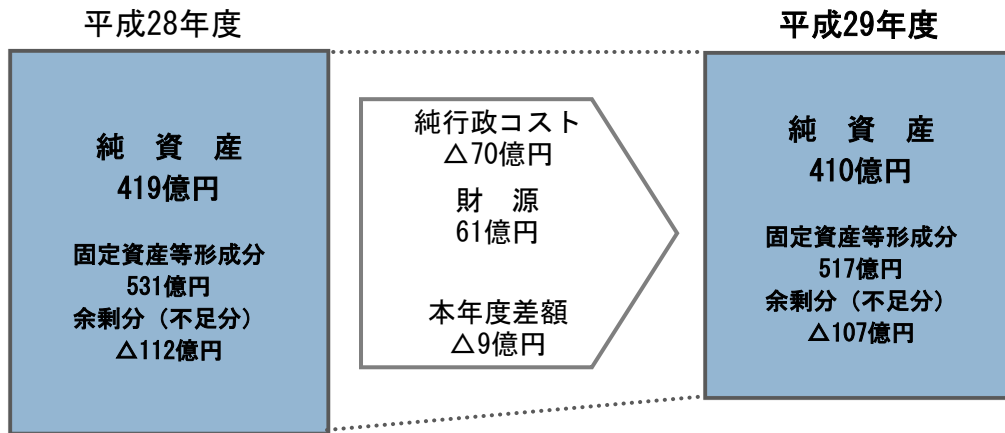 平成28年度
純　資　産
419億円
固定資産等形成分
531億円
余剰分（不足分）
△112億円
純行政コスト
△70億円
財　源
61億円
本年度差額
△9億円
平成29年度
純　資　産
410億円
固定資産等形成分
517億円
余剰分（不足分）
△107億円